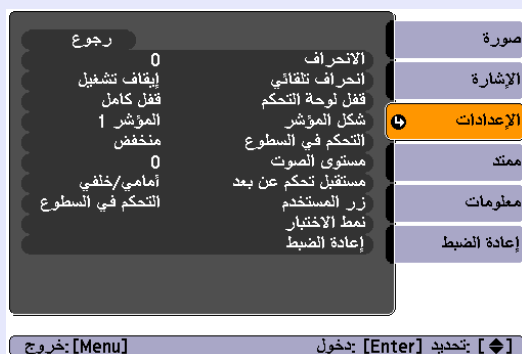 صورة
الإشارة
الإعدادات
ممتد
معلومات
إعادة الضبط
رجوع
الانحراف 0
انحراف تلقائي إيقاف تشغيل
قفل لوحة التحكم قفل كامل
شكل المؤشر المؤشر 1
التحكم في السطوع منخفض
مستوى الصوت 0
مستقبل تحكم عن بعد أمامي/خلفي
زر المستخدم التحكم في السطوع
نمط الاختبار
إعادة الضبط
[♦]: تحديد [Enter]: دخول [Menu]: خروج